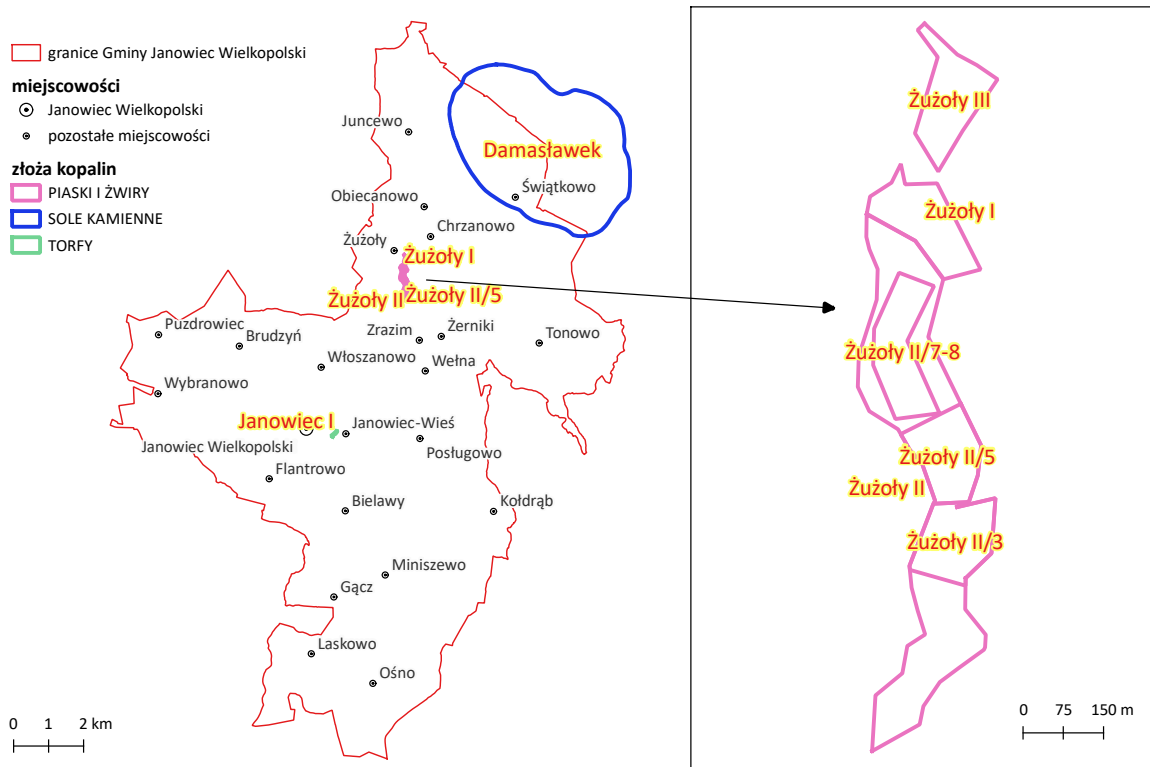 granice Gminy Janowiec Wielkopolski
miejscowości
Janowiec Wielkopolski
pozostałe miejscowości
złoża kopalin
PIASKI I ŻWIRY
SOLE KAMIENNE
TORFY
Juncewo
Damasławek
Świątkowo
Obiecanowo
Chrzanowo
Żużoły
Żużoły I
Żużoły II
Żużoły II/5
Puzdrowiec
Brudzyń
Zrazim
Żerniki
Tonowo
Włoszanowo
Wełna
Wybranowo
Janowiec I
Janowiec-Wieś
Janowiec Wielkopolski
Posługowo
Flantrowo
Bielawy
Kołdrąb
Miniszewo
Gącz
Laskowo
Ośno
0 1 2 km
Żużoły III
Żużoły I
Żużoły II/7-8
Żużoły II/5
Żużoły II
Żużoły II/3
0 75 150 m